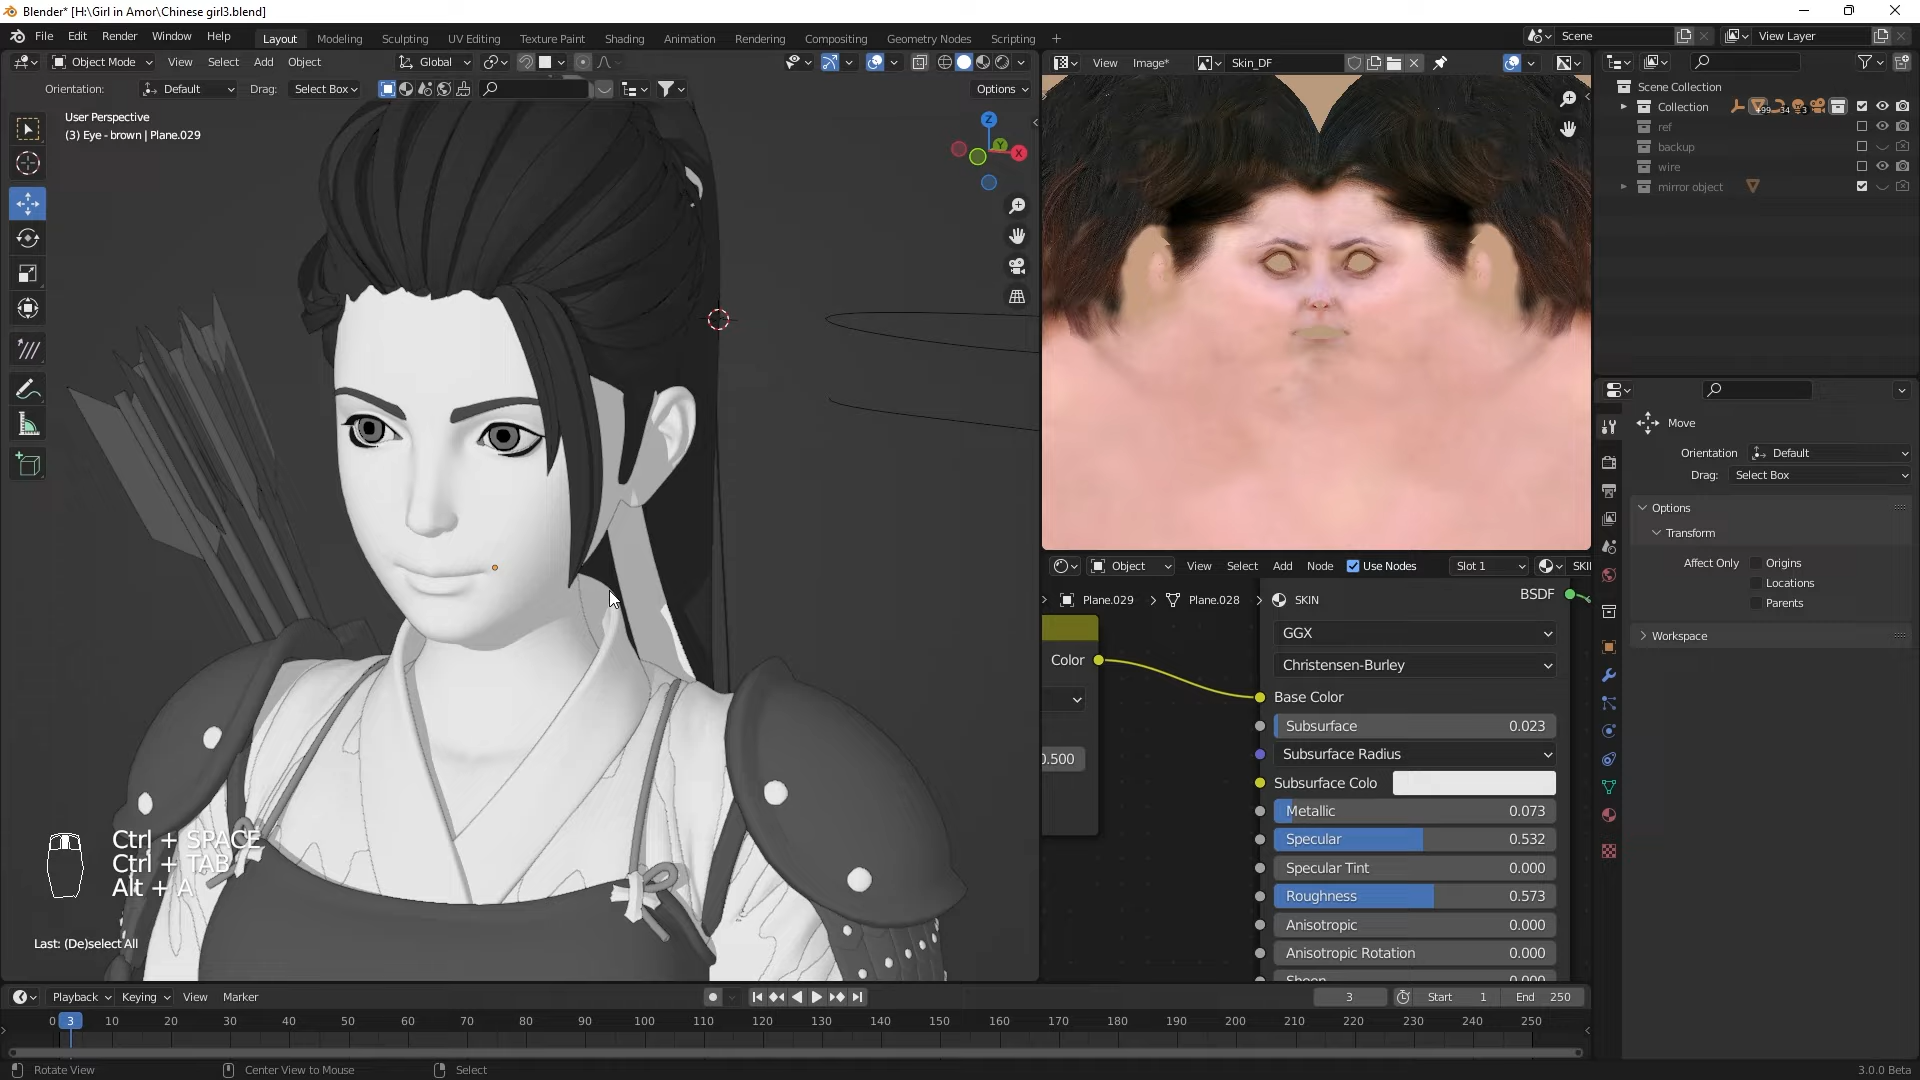 Blender* [H:\Girl in Amor\Chinese girl3.blend]
File Edit Render Window Help
Layout Modeling Sculpting UV Editing Texture Paint Shading Animation Rendering Compositing Geometry Nodes Scripting +
Scene
View Layer
Object Mode View Select Add Object Global
View Image* Skin_DF
Orientation: Default Drag: Select Box Options
User Perspective
(3) Eye - brown | Plane.029
Z
Y
X
Scene Collection
Collection
ref
backup
wire
mirror object
Move
Orientation Default
Drag: Select Box
Options
Transform
Affect Only Origins
Locations
Parents
Workspace
Object View Select Add Node Use Nodes Slot 1 SKI
Plane.029 > Plane.028 > SKIN
BSDF
GGX
Color
Christensen-Burley
Base Color
Subsurface 0.023
Subsurface Radius
0.500
Subsurface Colo
Metallic 0.073
Specular 0.532
Specular Tint 0.000
Roughness 0.573
Anisotropic 0.000
Anisotropic Rotation 0.000
Sheen 0.000
Ctrl + SPACE
Ctrl + TAB
Alt + A
Last: (De)select All
Playback Keying View Marker
3 Start 1 End 250
0 3 10 20 30 40 50 60 70 80 90 100 110 120 130 140 150 160 170 180 190 200 210 220 230 240 250
Rotate View Center View to Mouse Select 3.0.0 Beta